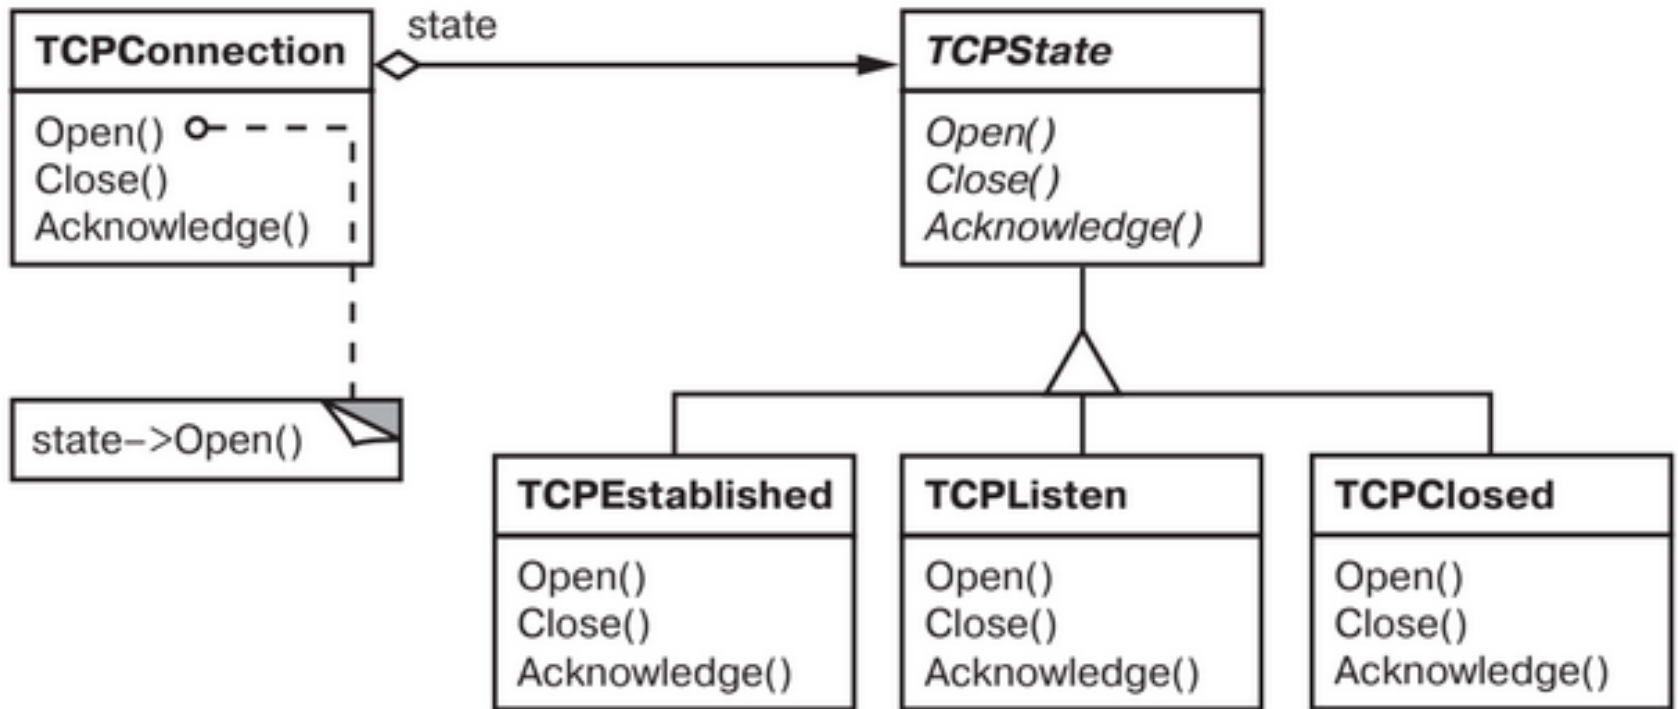 TCPConnection
state
TCPState
Open()
Close()
Acknowledge()
Open()
Close()
Acknowledge()
state–>Open()
TCPEstablished
TCPListen
TCPClosed
Open()
Close()
Acknowledge()
Open()
Close()
Acknowledge()
Open()
Close()
Acknowledge()